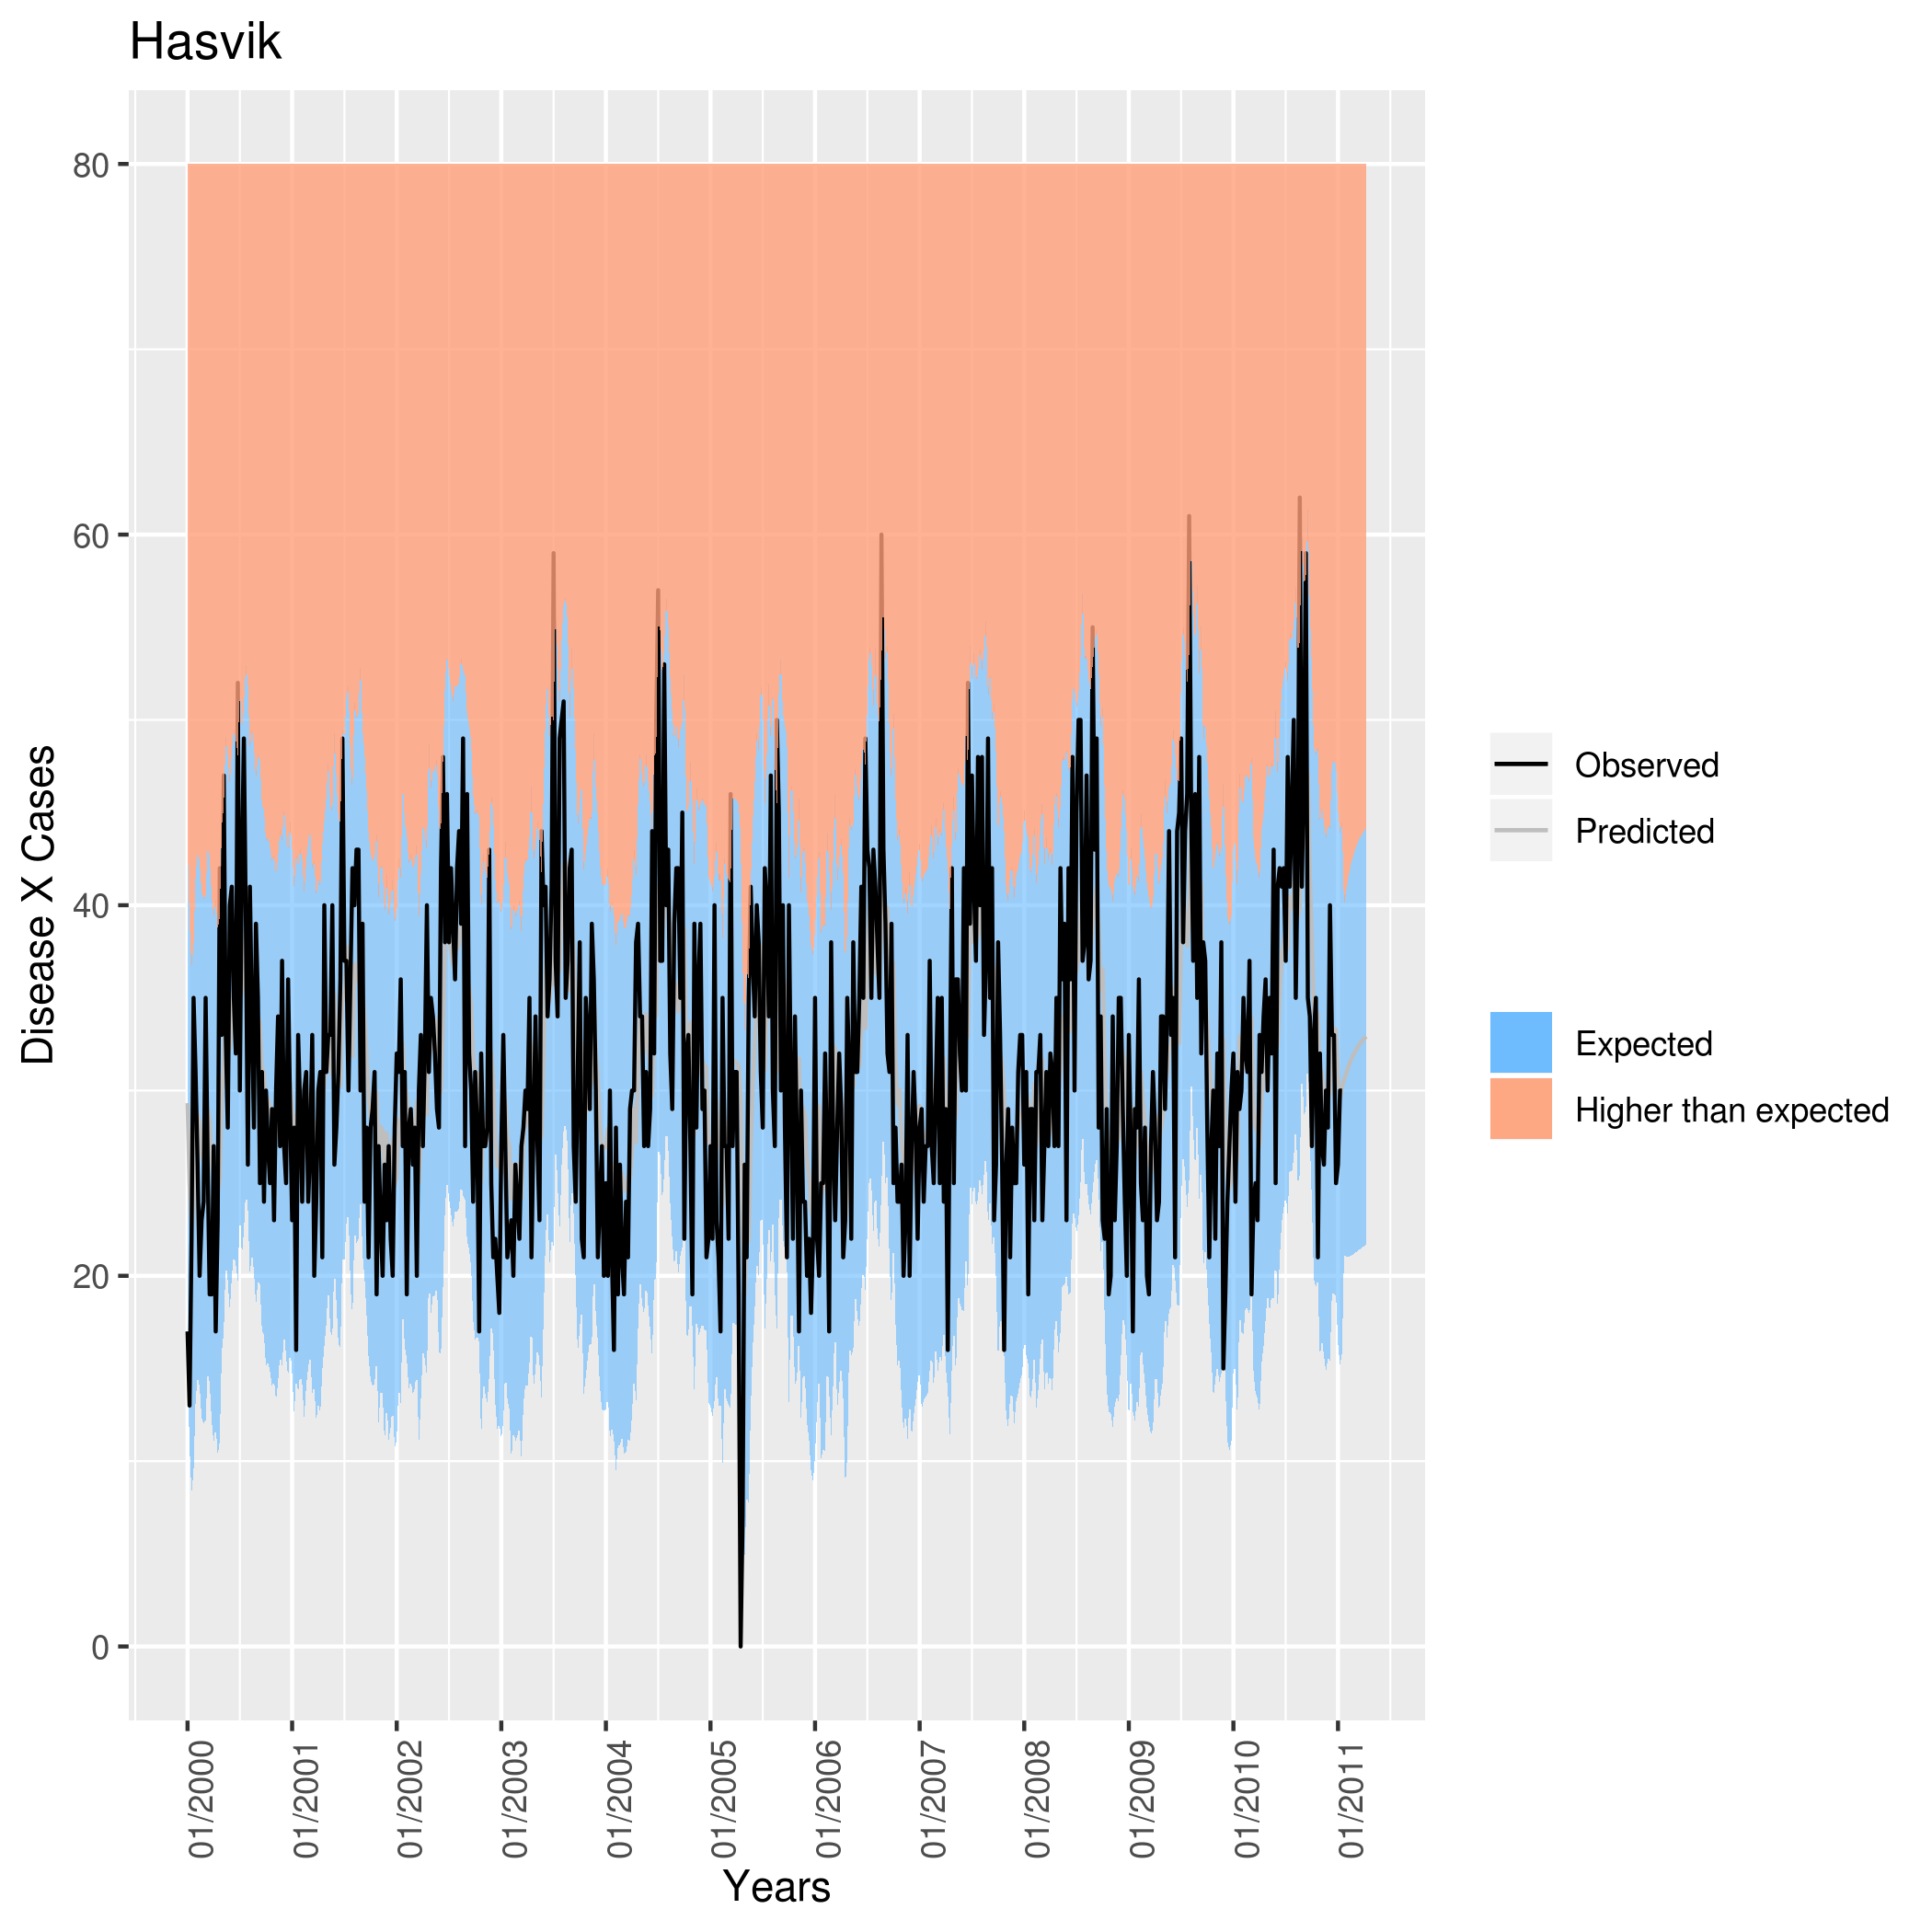 Hasvik
80
60
40
20
0
Disease X Cases
01/2000
01/2001
01/2002
01/2003
01/2004
01/2005
01/2006
01/2007
01/2008
01/2009
01/2010
01/2011
Years
Observed
Predicted
Expected
Higher than expected